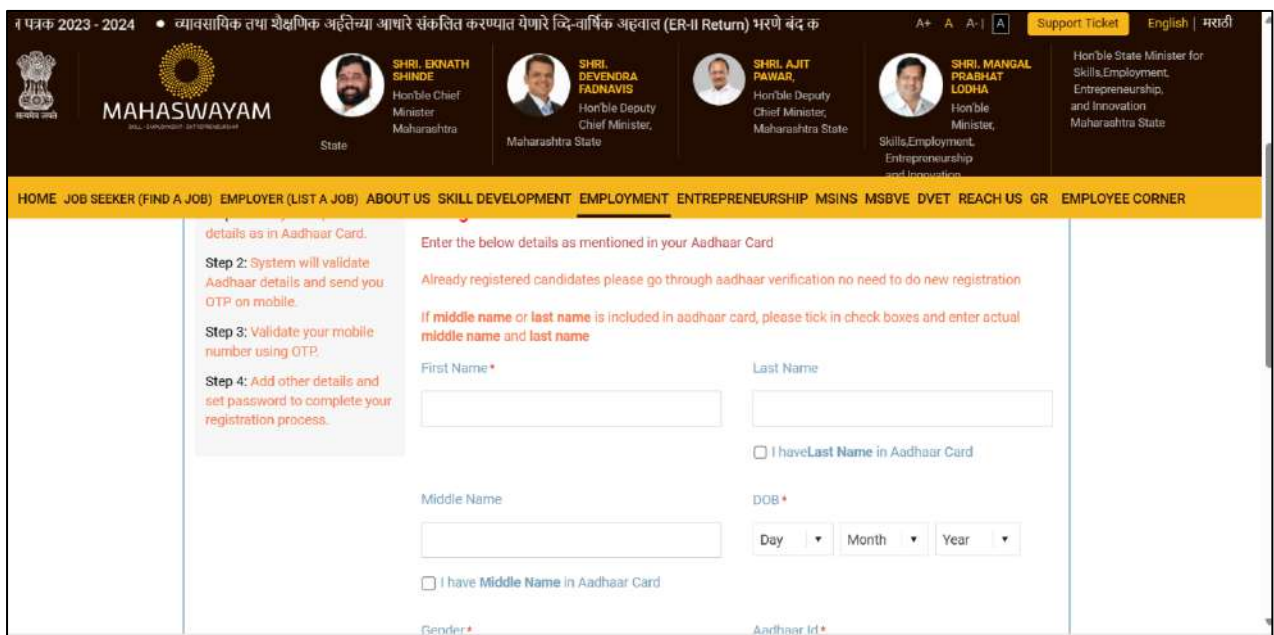 त्र पत्रक 2023 - 2024 ● व्यावसायिक तथा शैक्षणिक अर्हतेच्या आधारे संकलित करण्यात येणारे व्दि-वार्षिक अहवाल (ER-II Return) भरणे बंद क
A+ A A-| A Support Ticket English | मराठी
सत्यमेव जयते
MAHASWAYAM
SKILL - EMPLOYMENT - ENTREPRENEURSHIP
SHRI. EKNATH
SHINDE
Hon'ble Chief
Minister
Maharashtra
State
SHRI.
DEVENDRA
FADNAVIS
Hon'ble Deputy
Chief Minister,
Maharashtra State
SHRI. AJIT
PAWAR,
Hon'ble Deputy
Chief Minister,
Maharashtra State
SHRI. MANGAL
PRABHAT
LODHA
Hon'ble
Minister,
Skills,Employment,
Entrepreneurship
and Innovation
Hon'ble State Minister for
Skills,Employment,
Entrepreneurship,
and Innovation
Maharashtra State
HOME JOB SEEKER (FIND A JOB) EMPLOYER (LIST A JOB) ABOUT US SKILL DEVELOPMENT EMPLOYMENT ENTREPRENEURSHIP MSINS MSBVE DVET REACH US GR EMPLOYEE CORNER
details as in Aadhaar Card.
Step 2: System will validate
Aadhaar details and send you
OTP on mobile.
Step 3: Validate your mobile
number using OTP.
Step 4: Add other details and
set password to complete your
registration process.
Enter the below details as mentioned in your Aadhaar Card
Already registered candidates please go through aadhaar verification no need to do new registration
If middle name or last name is included in aadhaar card, please tick in check boxes and enter actual
middle name and last name
First Name*
Last Name
I haveLast Name in Aadhaar Card
Middle Name
DOB*
Day Month Year
I have Middle Name in Aadhaar Card
Gender*
Aadhaar Id*